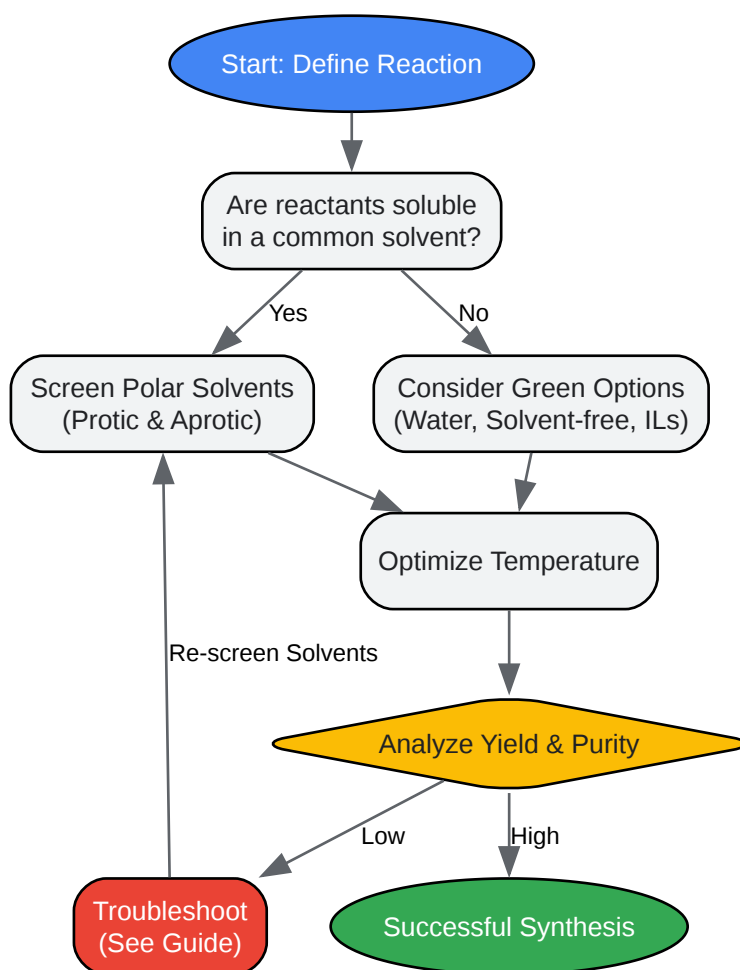 Start: Define Reaction
Are reactants soluble
in a common solvent?
Yes
No
Screen Polar Solvents
(Protic & Aprotic)
Consider Green Options
(Water, Solvent-free, ILs)
Optimize Temperature
Re-screen Solvents
Analyze Yield & Purity
Low
High
Troubleshoot
(See Guide)
Successful Synthesis